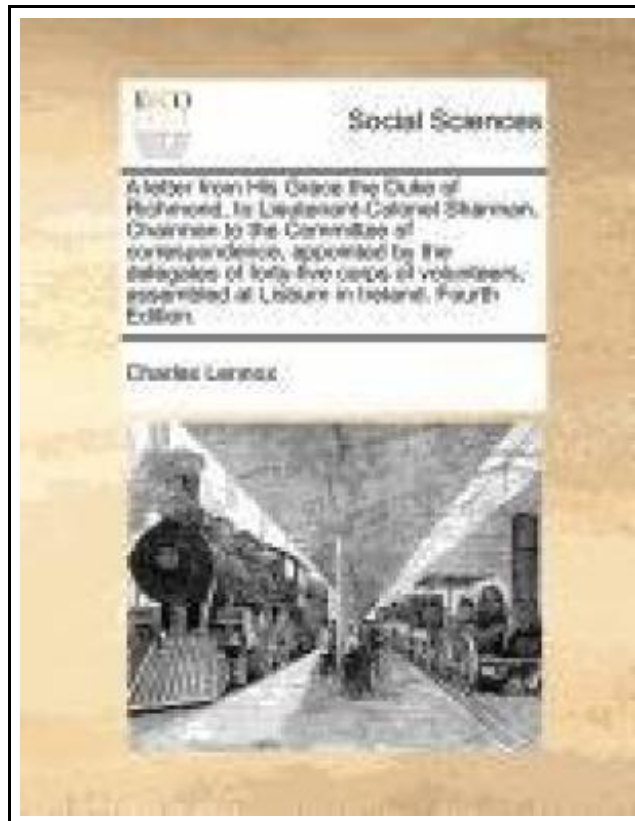 ECCO
Social Sciences
A letter from His Grace the Duke of
Richmond, to Lieutenant-Colonel Sharman,
Chairman to the Committee of
correspondence, appointed by the
delegates of forty-five corps of volunteers,
assembled at Lisburn in Ireland. Fourth
Edition.
Charles Lennox